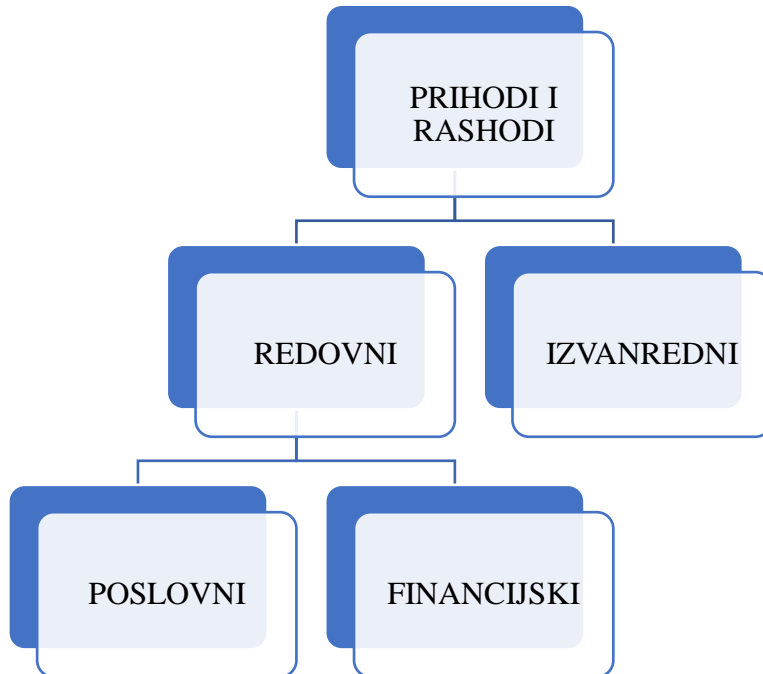 PRIHODI I
RASHODI
REDOVNI
IZVANREDNI
POSLOVNI
FINANCIJSKI